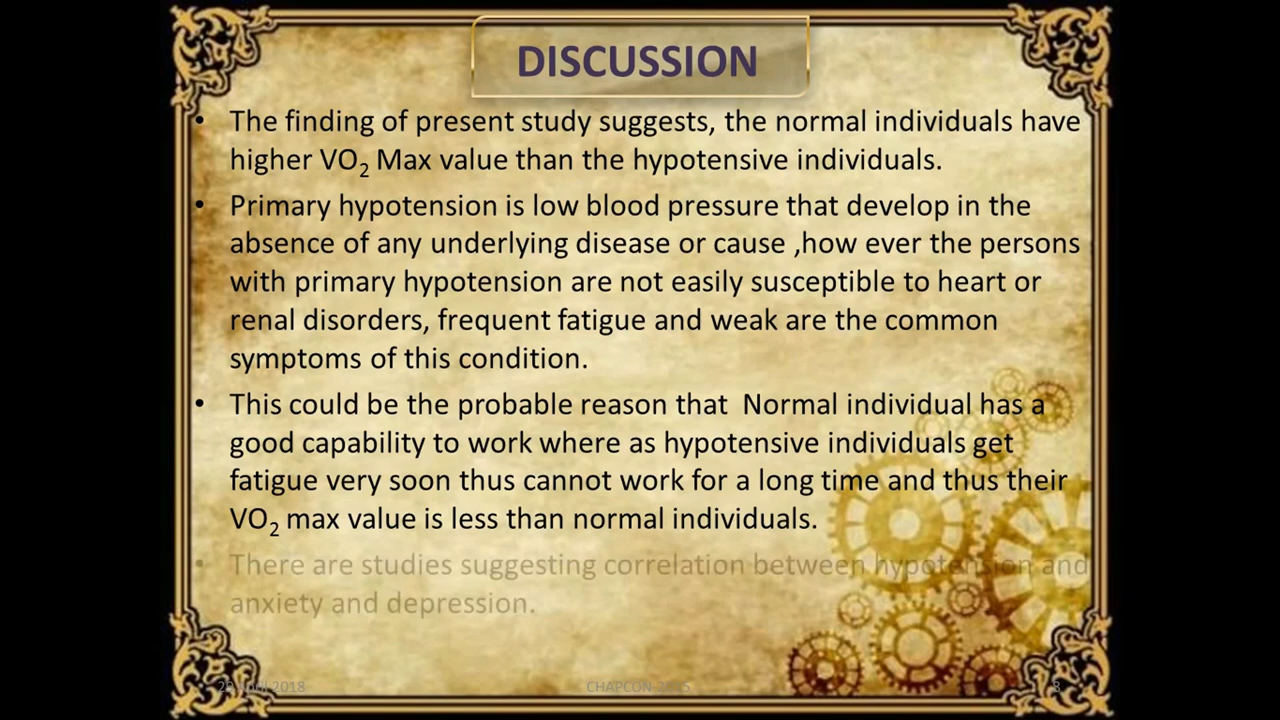 DISCUSSION
• The finding of present study suggests, the normal individuals have
higher VO₂ Max value than the hypotensive individuals.
• Primary hypotension is low blood pressure that develop in the
absence of any underlying disease or cause ,how ever the persons
with primary hypotension are not easily susceptible to heart or
renal disorders, frequent fatigue and weak are the common
symptoms of this condition.
• This could be the probable reason that  Normal individual has a
good capability to work where as hypotensive individuals get
fatigue very soon thus cannot work for a long time and thus their
VO₂ max value is less than normal individuals.
• There are studies suggesting correlation between hypotension and
anxiety and depression.
2018 CHAPCON 8